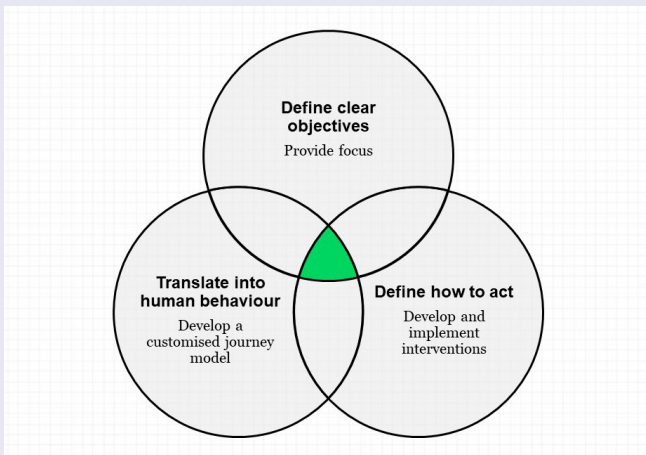 Define clear
objectives
Provide focus
Translate into
human behaviour
Develop a
customised journey
model
Define how to act
Develop and
implement
interventions